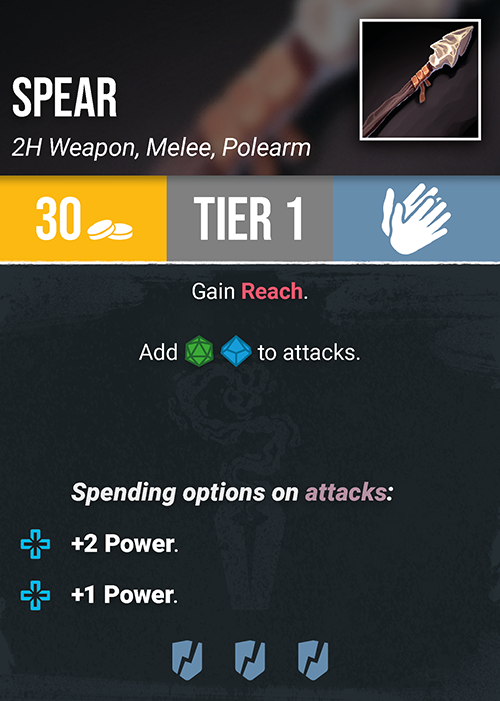 SPEAR
2H Weapon, Melee, Polearm
30
TIER 1
Gain Reach.
Add to attacks.
Spending options on attacks:
+2 Power.
+1 Power.